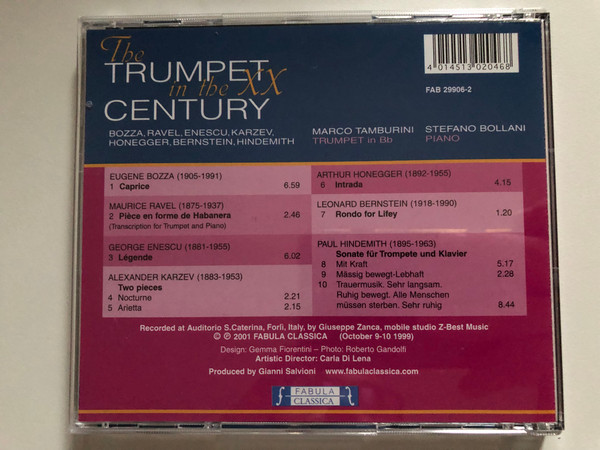 The
TRUMPET
in the XX
CENTURY
BOZZA, RAVEL, ENESCU, KARZEV,
HONEGGER, BERNSTEIN, HINDEMITH
MARCO TAMBURINI
TRUMPET in Bb
STEFANO BOLLANI
PIANO
4 014513 020468
FAB 29906-2
EUGENE BOZZA (1905-1991)
1 Caprice 6.59
MAURICE RAVEL (1875-1937)
2 Pièce en forme de Habanera 2.46
(Transcription for Trumpet and Piano)
GEORGE ENESCU (1881-1955)
3 Légende 6.02
ALEXANDER KARZEV (1883-1953)
Two pieces
4 Nocturne 2.21
5 Arietta 2.15
ARTHUR HONEGGER (1892-1955)
6 Intrada 4.15
LEONARD BERNSTEIN (1918-1990)
7 Rondo for Lifey 1.20
PAUL HINDEMITH (1895-1963)
Sonate für Trompete und Klavier
8 Mit Kraft 5.17
9 Mässig bewegt-Lebhaft 2.28
10 Trauermusik. Sehr langsam.
Ruhig bewegt. Alle Menschen
müssen sterben. Sehr ruhig 8.44
Recorded at Auditorio S.Caterina, Forlì, Italy, by Giuseppe Zanca, mobile studio Z-Best Music
© ℗ 2001 FABULA CLASSICA (October 9-10 1999)
Design: Gemma Fiorentini – Photo: Roberto Gandolfi
Artistic Director: Carla Di Lena
Produced by Gianni Salvioni www.fabulaclassica.com
FABULA
CLASSICA